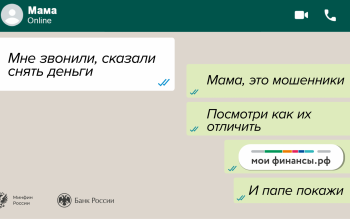 Мама
Online
Мне звонили, сказали
снять деньги
Мама, это мошенники
Посмотри как их
отличить
мои финансы.рф
И папе покажи
Минфин
России
Банк России